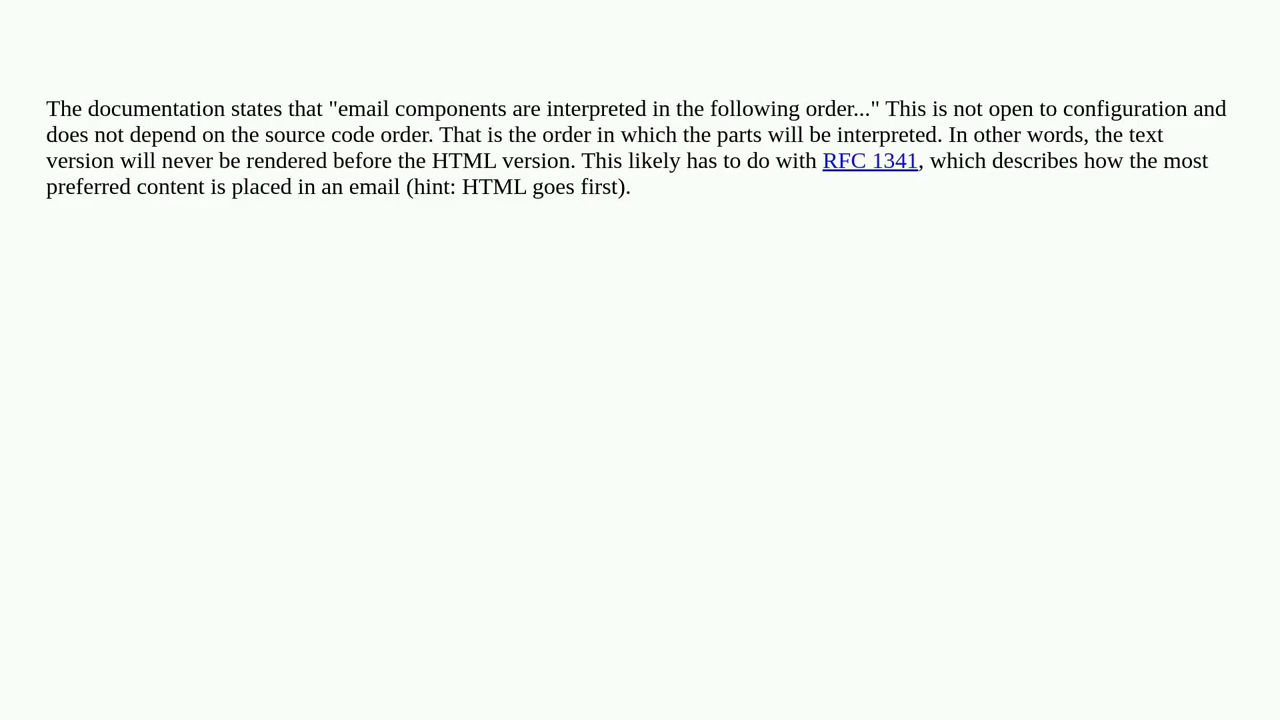 The documentation states that "email components are interpreted in the following order..." This is not open to configuration and
does not depend on the source code order. That is the order in which the parts will be interpreted. In other words, the text
version will never be rendered before the HTML version. This likely has to do with RFC 1341, which describes how the most
preferred content is placed in an email (hint: HTML goes first).